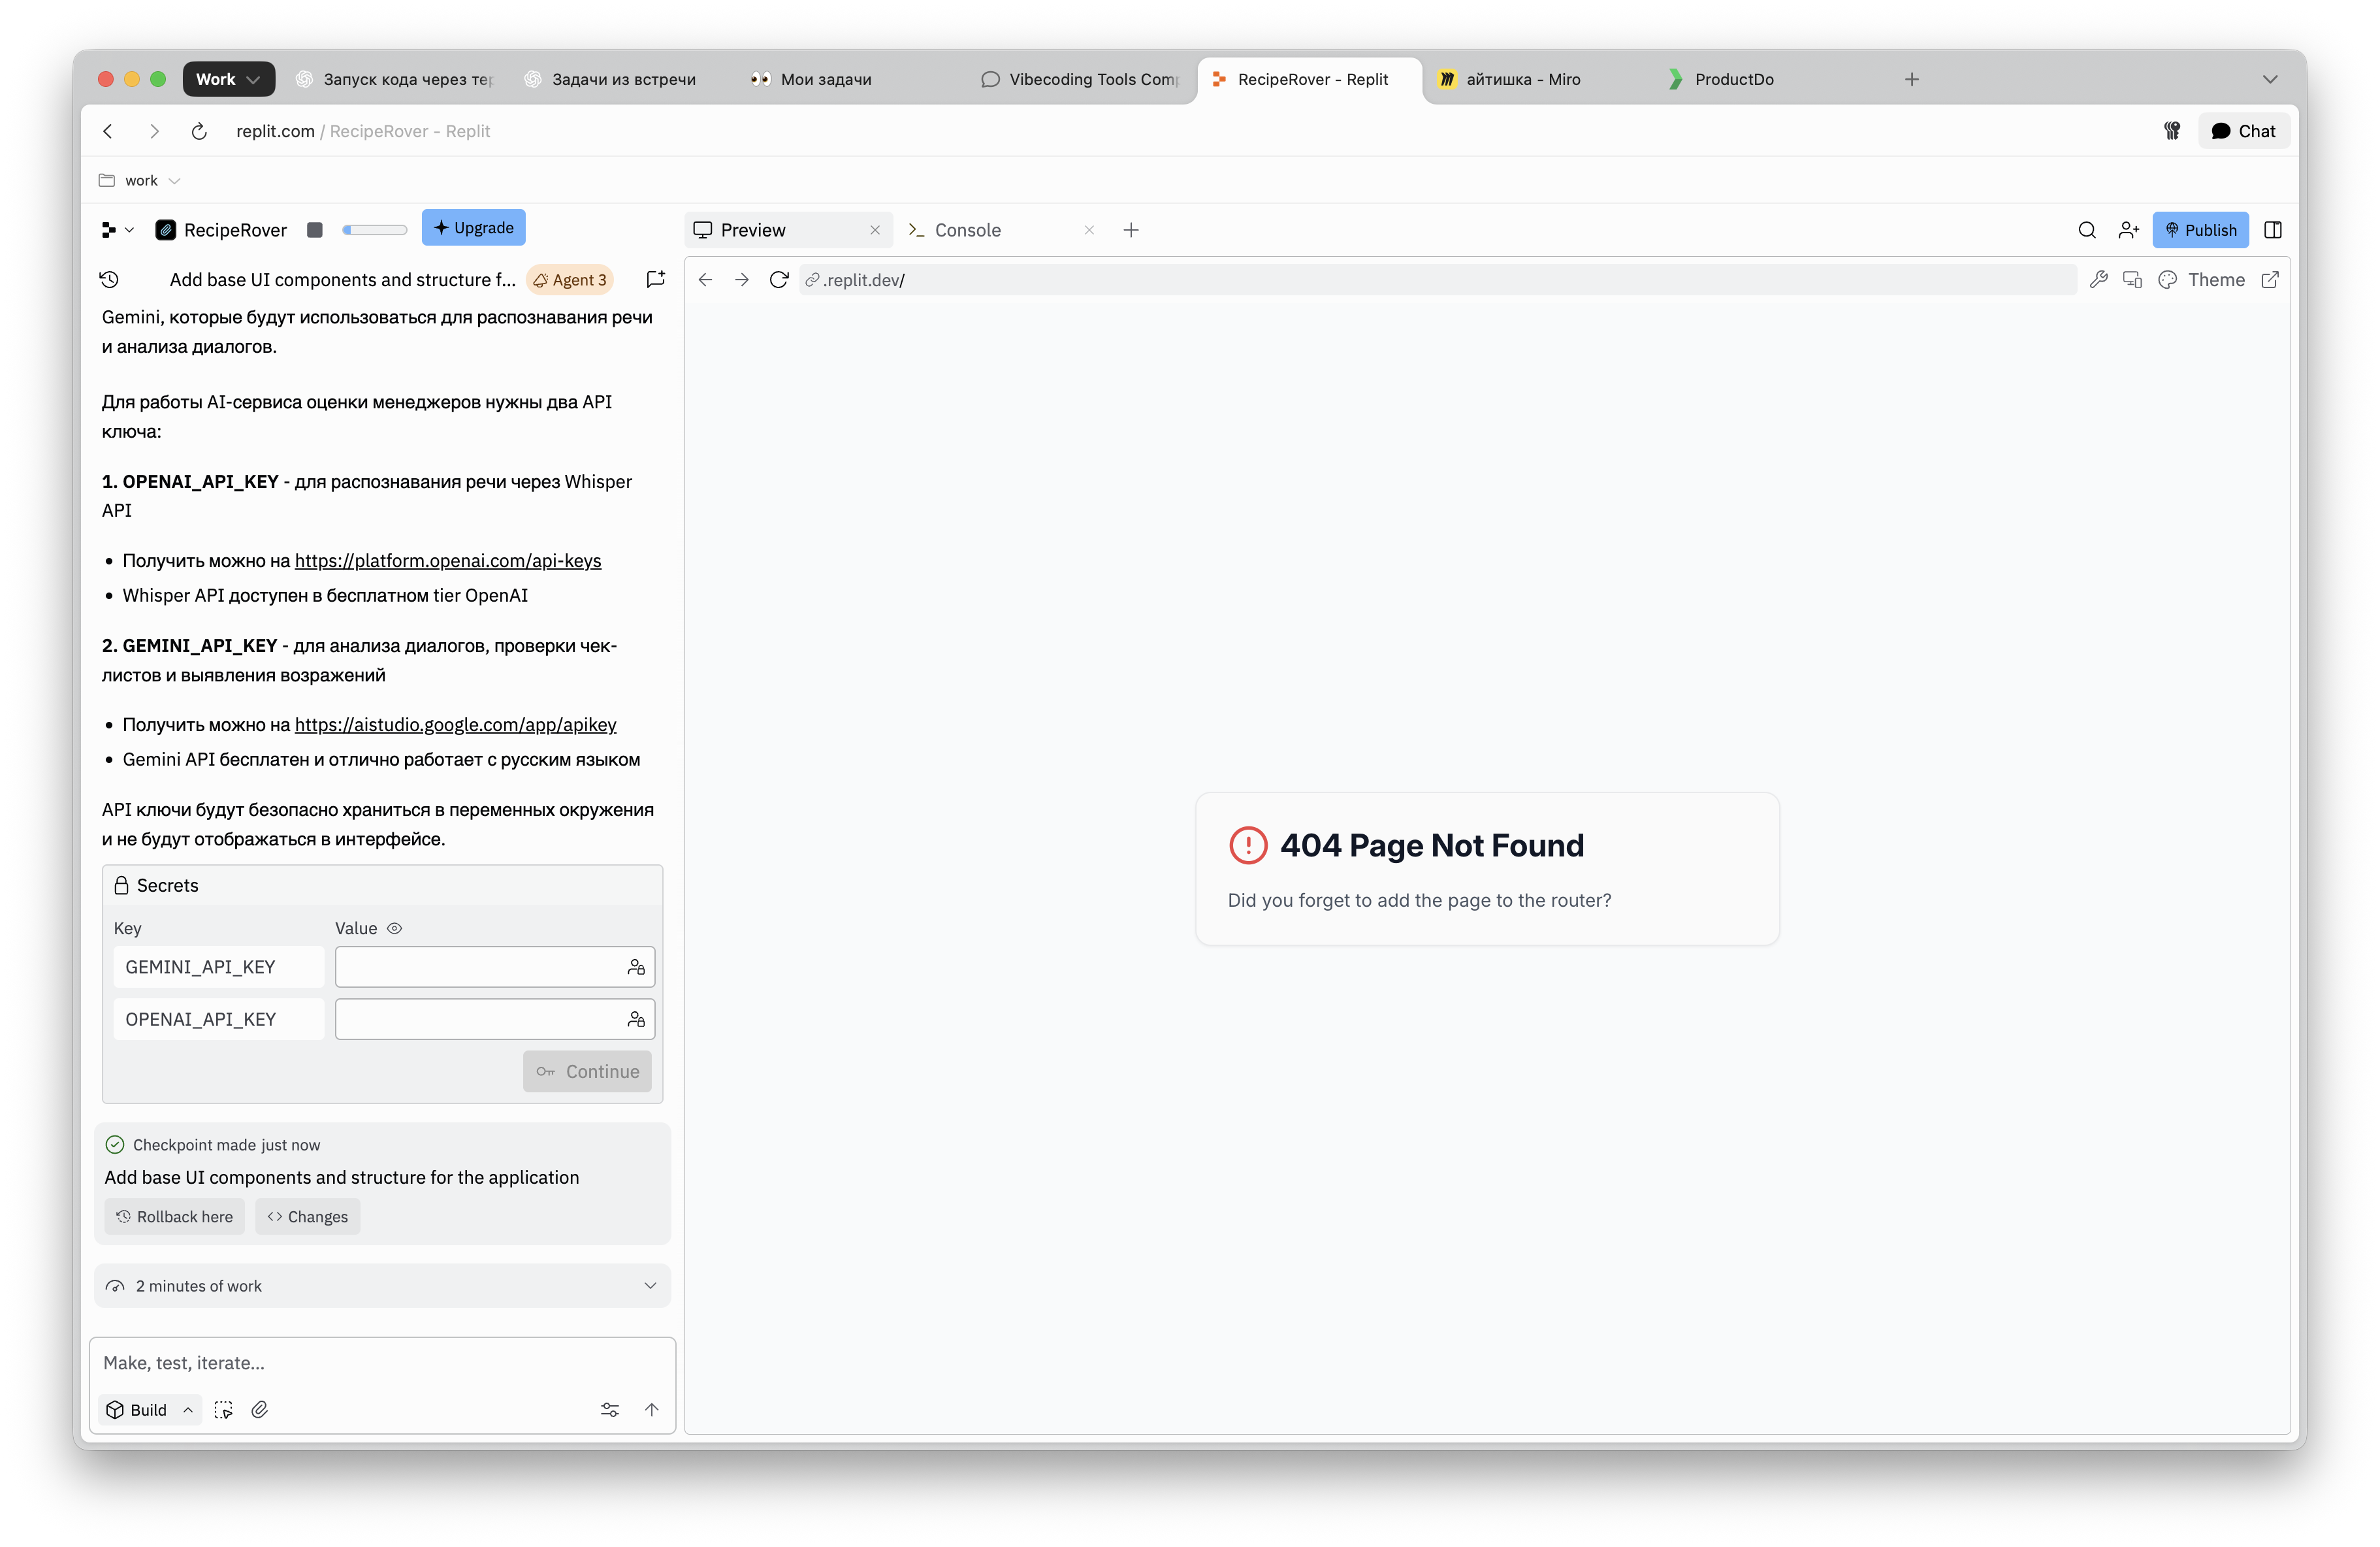 Work
Запуск кода через тер
Задачи из встречи
Мои задачи
Vibecoding Tools Comp
RecipeRover - Replit
айтишка - Miro
ProductDo
replit.com / RecipeRover - Replit
Chat
work
RecipeRover
Upgrade
Preview
Console
Publish
Add base UI components and structure f...
Agent 3
.replit.dev/
Theme
Gemini, которые будут использоваться для распознавания речи
и анализа диалогов.
Для работы AI-сервиса оценки менеджеров нужны два API
ключа:
1. OPENAI_API_KEY - для распознавания речи через Whisper
API
• Получить можно на https://platform.openai.com/api-keys
• Whisper API доступен в бесплатном tier OpenAI
2. GEMINI_API_KEY - для анализа диалогов, проверки чек-
листов и выявления возражений
• Получить можно на https://aistudio.google.com/app/apikey
• Gemini API бесплатен и отлично работает с русским языком
API ключи будут безопасно храниться в переменных окружения
и не будут отображаться в интерфейсе.
Secrets
Key
Value
GEMINI_API_KEY
OPENAI_API_KEY
Continue
Checkpoint made just now
Add base UI components and structure for the application
Rollback here
Changes
2 minutes of work
Make, test, iterate...
Build
404 Page Not Found
Did you forget to add the page to the router?